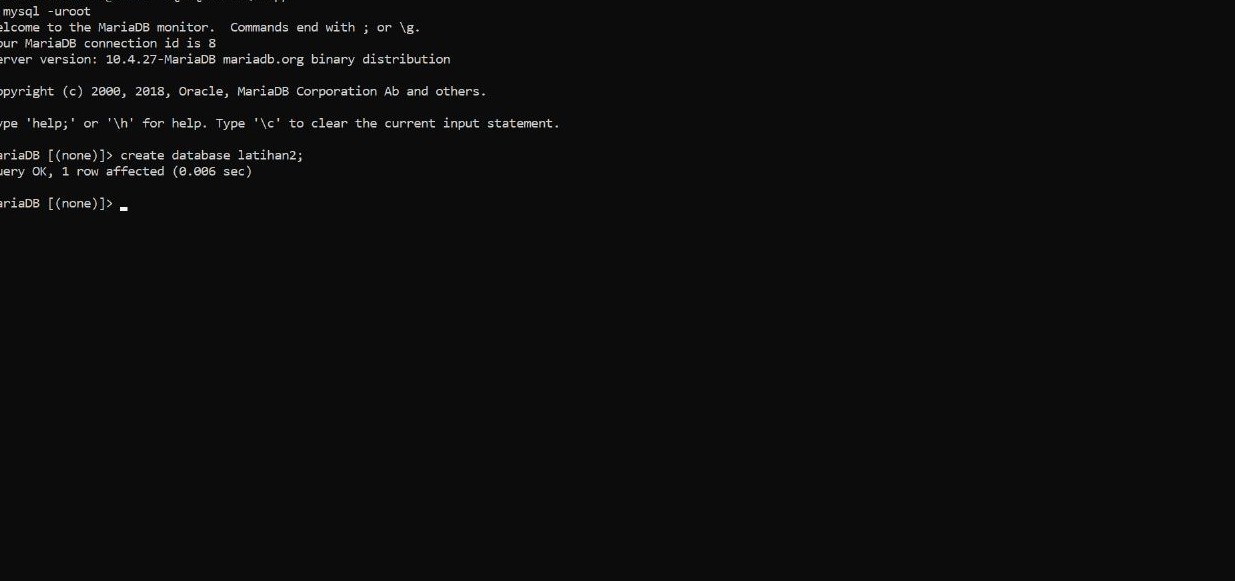 mysql -uroot
elcome to the MariaDB monitor.  Commands end with ; or \g.
our MariaDB connection id is 8
erver version: 10.4.27-MariaDB mariadb.org binary distribution
opyright (c) 2000, 2018, Oracle, MariaDB Corporation Ab and others.
ype 'help;' or '\h' for help. Type '\c' to clear the current input statement.
ariaDB [(none)]> create database latihan2;
uery OK, 1 row affected (0.006 sec)
ariaDB [(none)]>